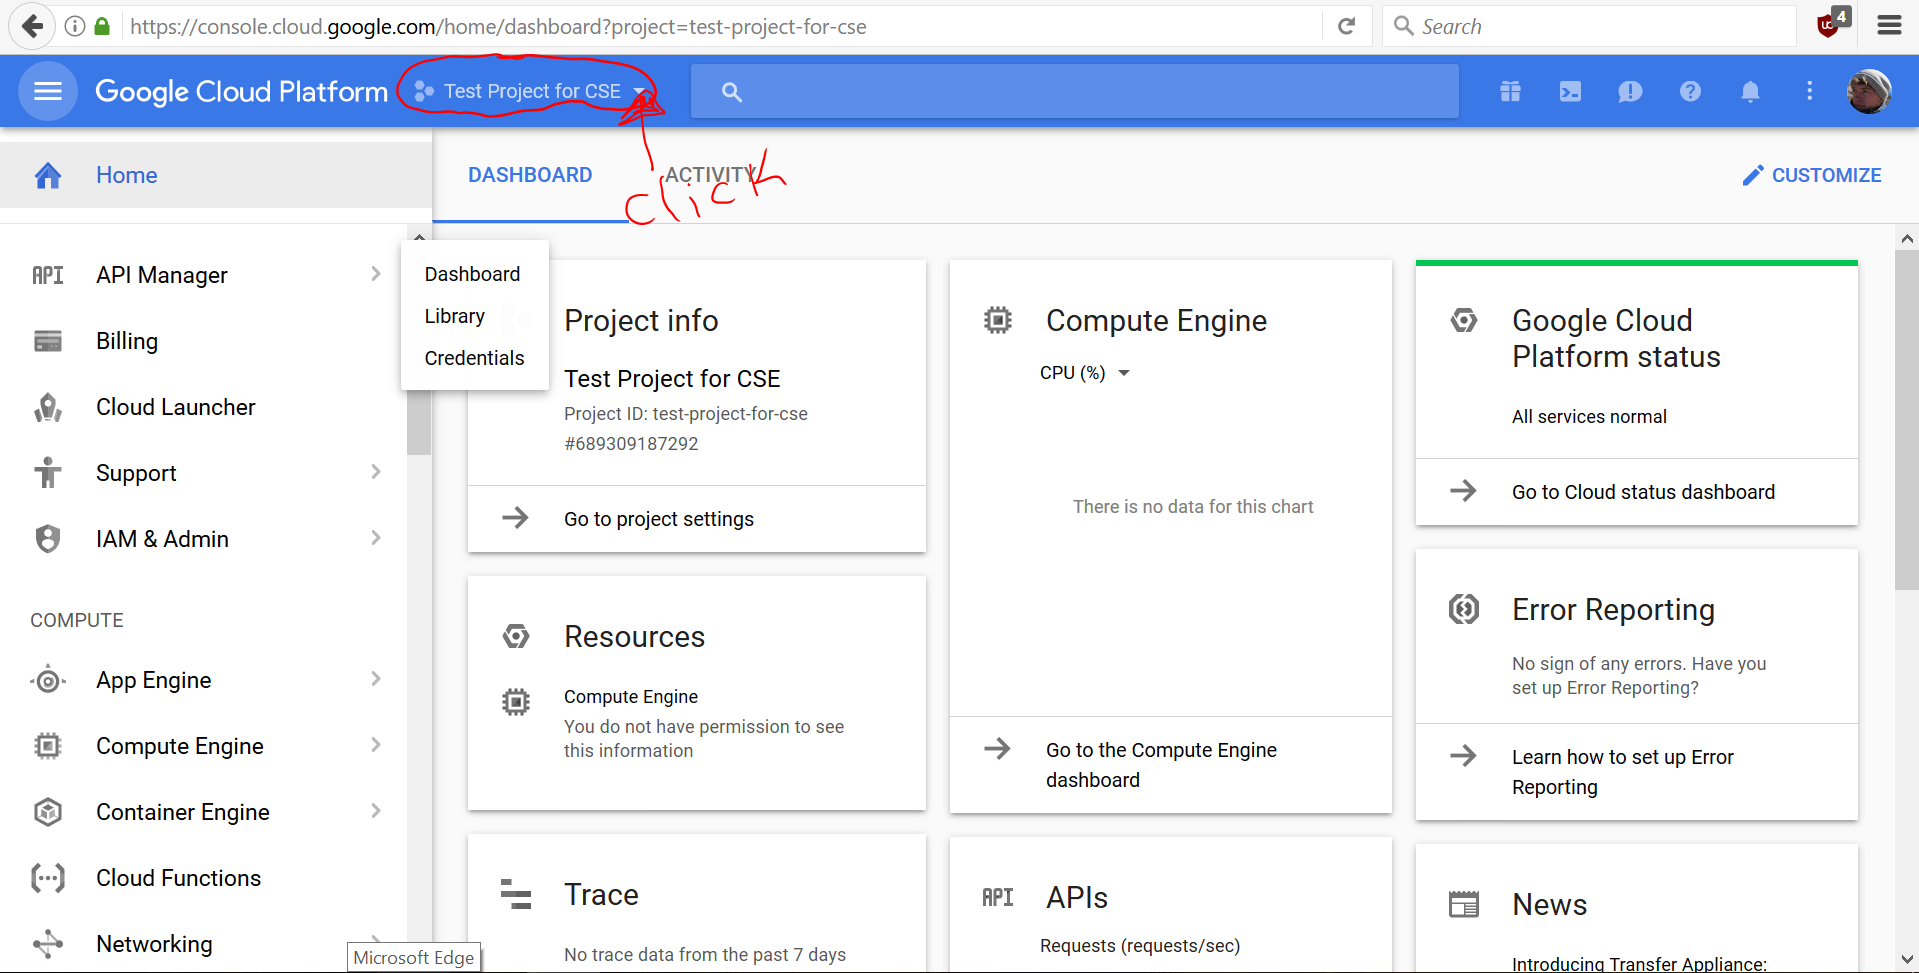 https://console.cloud.google.com/home/dashboard?project=test-project-for-cse
Search
4
Google Cloud Platform
Test Project for CSE
click
Home
DASHBOARD
ACTIVITY
CUSTOMIZE
API
API Manager
Billing
Cloud Launcher
Support
IAM & Admin
COMPUTE
App Engine
Compute Engine
Container Engine
Cloud Functions
Networking
Microsoft Edge
Dashboard
Library
Credentials
Project info
Test Project for CSE
Project ID: test-project-for-cse
#689309187292
Go to project settings
Resources
Compute Engine
You do not have permission to see
this information
Trace
No trace data from the past 7 days
Compute Engine
CPU (%)
There is no data for this chart
Go to the Compute Engine
dashboard
API
APIs
Requests (requests/sec)
Google Cloud
Platform status
All services normal
Go to Cloud status dashboard
Error Reporting
No sign of any errors. Have you
set up Error Reporting?
Learn how to set up Error
Reporting
News
Introducing Transfer Appliance: